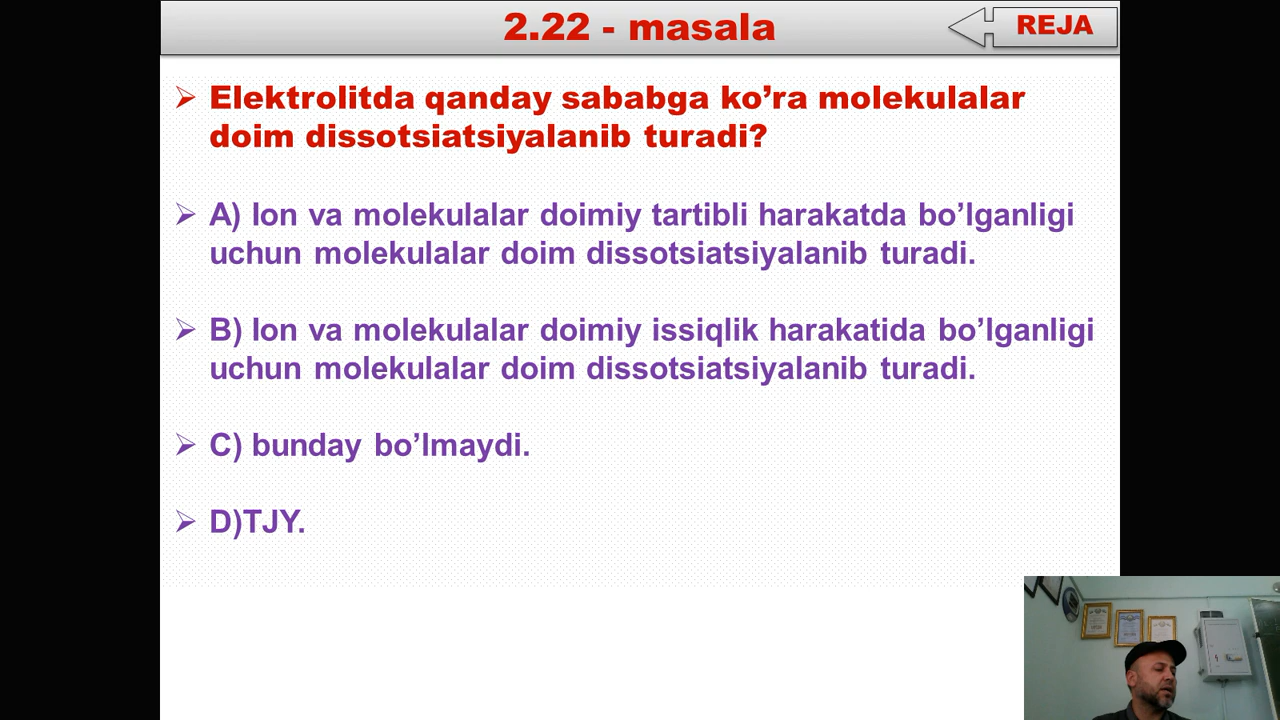 2.22 - masala
REJA
Elektrolitda qanday sababga ko’ra molekulalar
doim dissotsiatsiyalanib turadi?
A) Ion va molekulalar doimiy tartibli harakatda bo’lganligi
uchun molekulalar doim dissotsiatsiyalanib turadi.
B) Ion va molekulalar doimiy issiqlik harakatida bo’lganligi
uchun molekulalar doim dissotsiatsiyalanib turadi.
C) bunday bo’lmaydi.
D)TJY.